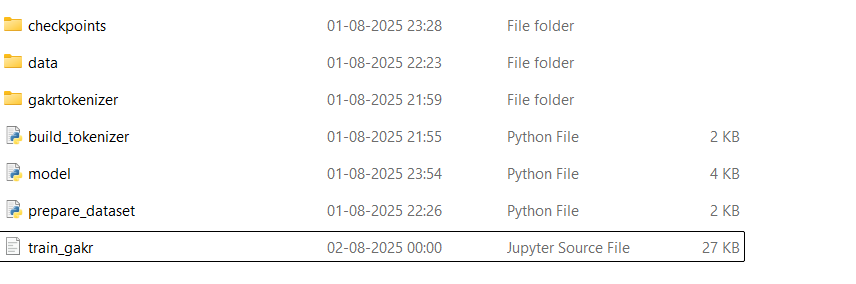 checkpoints 01-08-2025 23:28 File folder
data 01-08-2025 22:23 File folder
gakrtokenizer 01-08-2025 21:59 File folder
build_tokenizer 01-08-2025 21:55 Python File 2 KB
model 01-08-2025 23:54 Python File 4 KB
prepare_dataset 01-08-2025 22:26 Python File 2 KB
train_gakr 02-08-2025 00:00 Jupyter Source File 27 KB